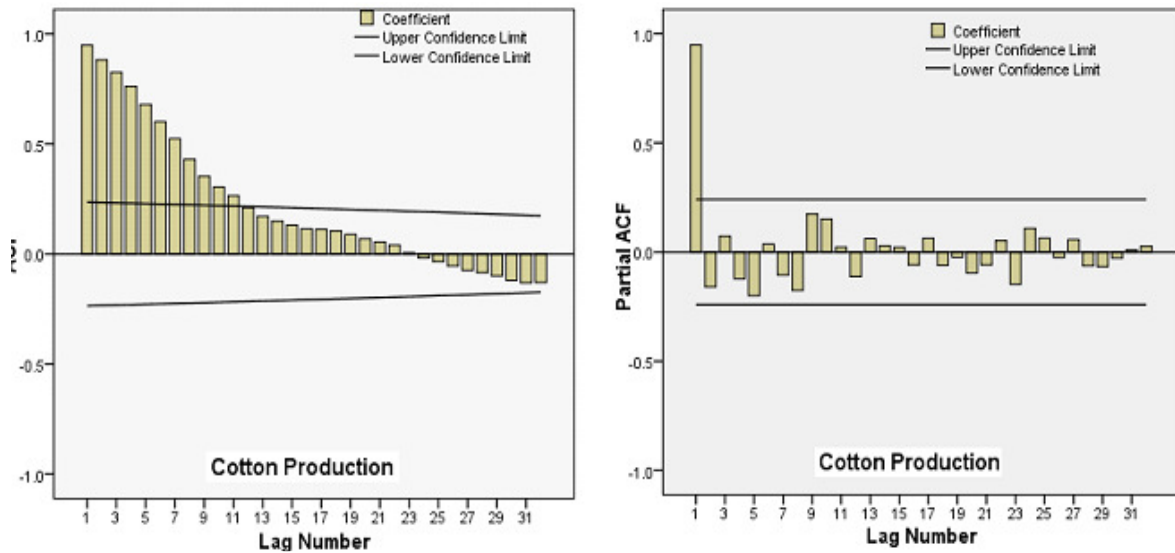 Coefficient
Upper Confidence Limit
Lower Confidence Limit
1.0
0.5
0.0
-0.5
-1.0
Cotton Production
1 3 5 7 9 11 13 15 17 19 21 23 25 27 29 31
Lag Number
Coefficient
Upper Confidence Limit
Lower Confidence Limit
Partial ACF
1.0
0.5
0.0
-0.5
-1.0
Cotton Production
1 3 5 7 9 11 13 15 17 19 21 23 25 27 29 31
Lag Number